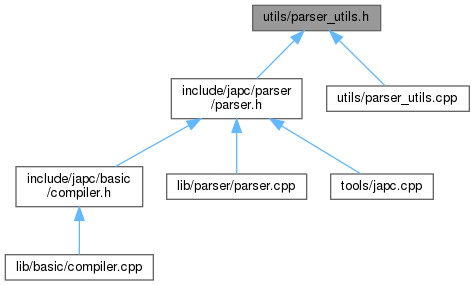 utils/parser_utils.h
include/japc/parser
/parser.h
utils/parser_utils.cpp
include/japc/basic
/compiler.h
lib/parser/parser.cpp
tools/japc.cpp
lib/basic/compiler.cpp